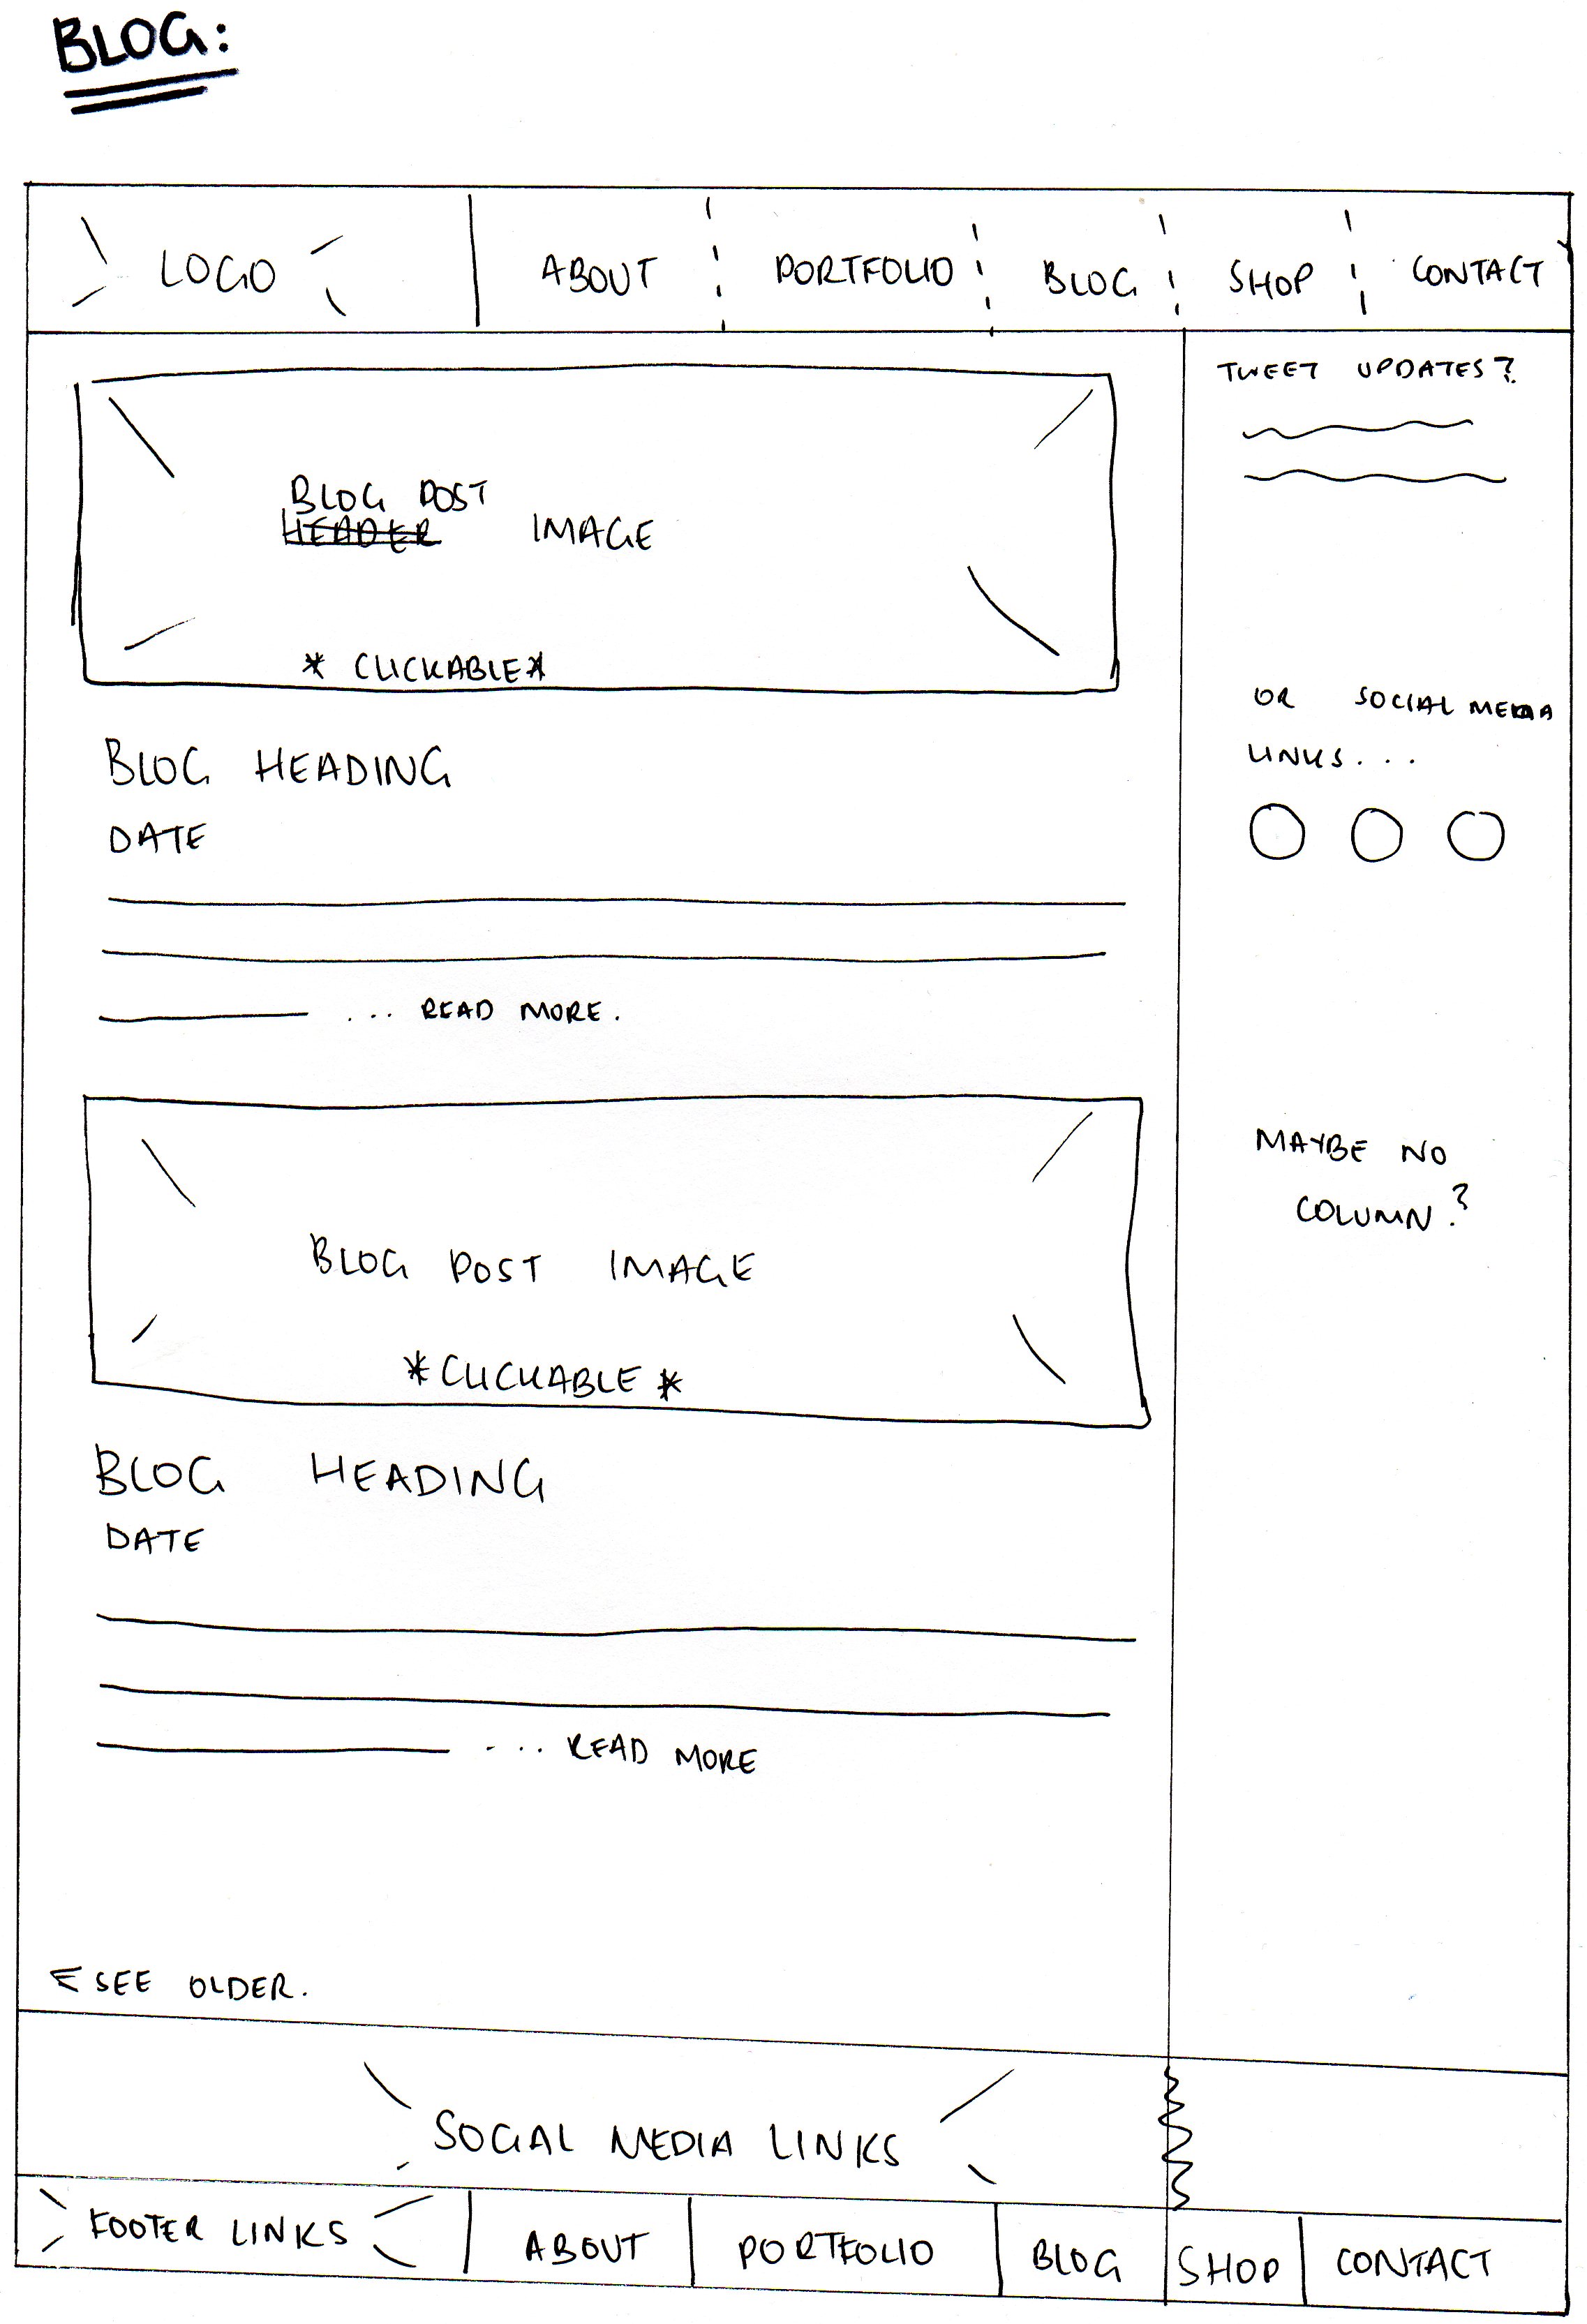 BLOG:
LOGO ABOUT PORTFOLIO BLOG SHOP CONTACT
BLOG POST
HEADER IMAGE
* CLICKABLE*
BLOG HEADING
DATE
... READ MORE.
BLOG POST IMAGE
*CLICKABLE*
BLOG HEADING
DATE
... READ MORE
SEE OLDER.
TWEET UPDATES?
OR SOCIAL MEDIA
LINKS...
MAYBE NO
COLUMN?
SOCIAL MEDIA LINKS
FOOTER LINKS ABOUT PORTFOLIO BLOG SHOP CONTACT